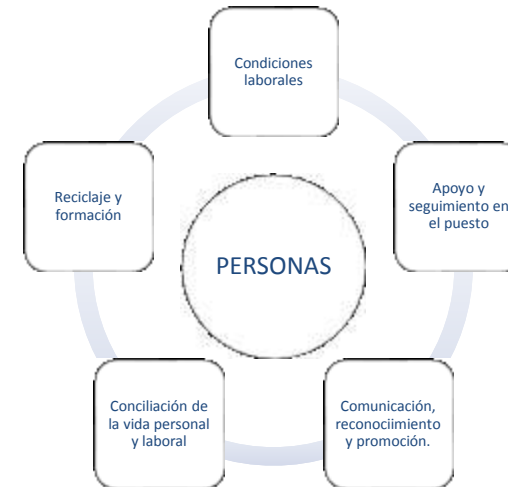 Condiciones
laborales
Apoyo y
seguimiento en
el puesto
Comunicación,
reconociimiento
y promoción.
Conciliación de
la vida personal
y laboral
Reciclaje y
formación
PERSONAS